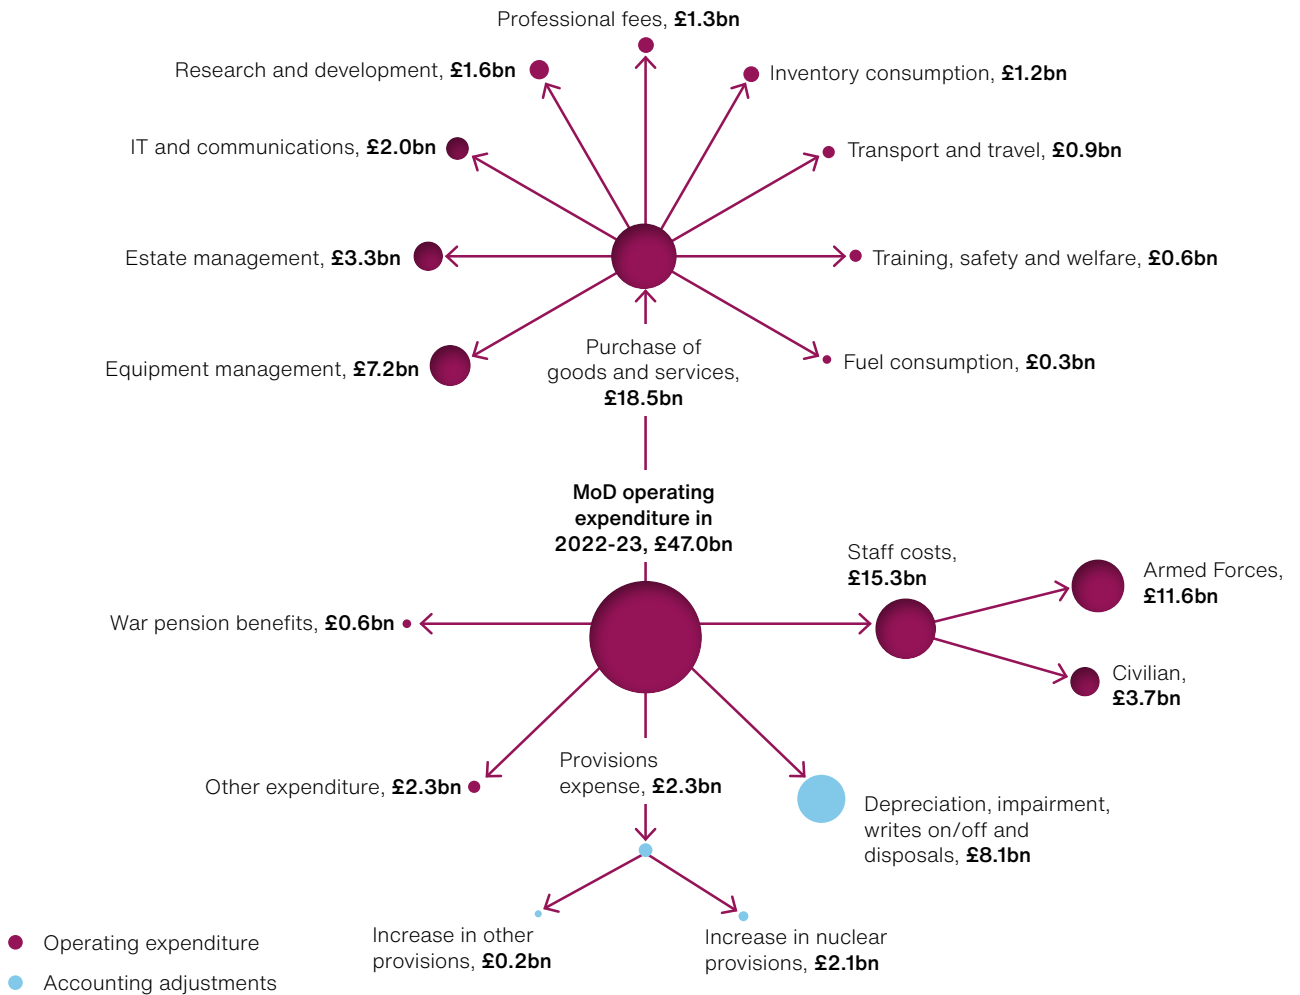 Professional fees, £1.3bn
Research and development, £1.6bn
Inventory consumption, £1.2bn
IT and communications, £2.0bn
Transport and travel, £0.9bn
Estate management, £3.3bn
Training, safety and welfare, £0.6bn
Equipment management, £7.2bn
Purchase of
goods and services,
£18.5bn
Fuel consumption, £0.3bn
MoD operating
expenditure in
2022-23, £47.0bn
Staff costs,
£15.3bn
Armed Forces,
£11.6bn
War pension benefits, £0.6bn
Civilian,
£3.7bn
Other expenditure, £2.3bn
Provisions
expense, £2.3bn
Depreciation, impairment,
writes on/off and
disposals, £8.1bn
Increase in other
provisions, £0.2bn
Increase in nuclear
provisions, £2.1bn
Operating expenditure
Accounting adjustments